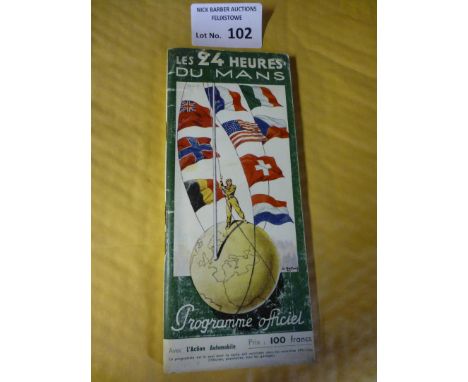 NICK BARBER AUCTIONS
FELIXSTOWE
Lot No. 102
LES 24 HEURES
DU MANS
Programme officiel
Avec l'Action Automobile Prix : 100 francs